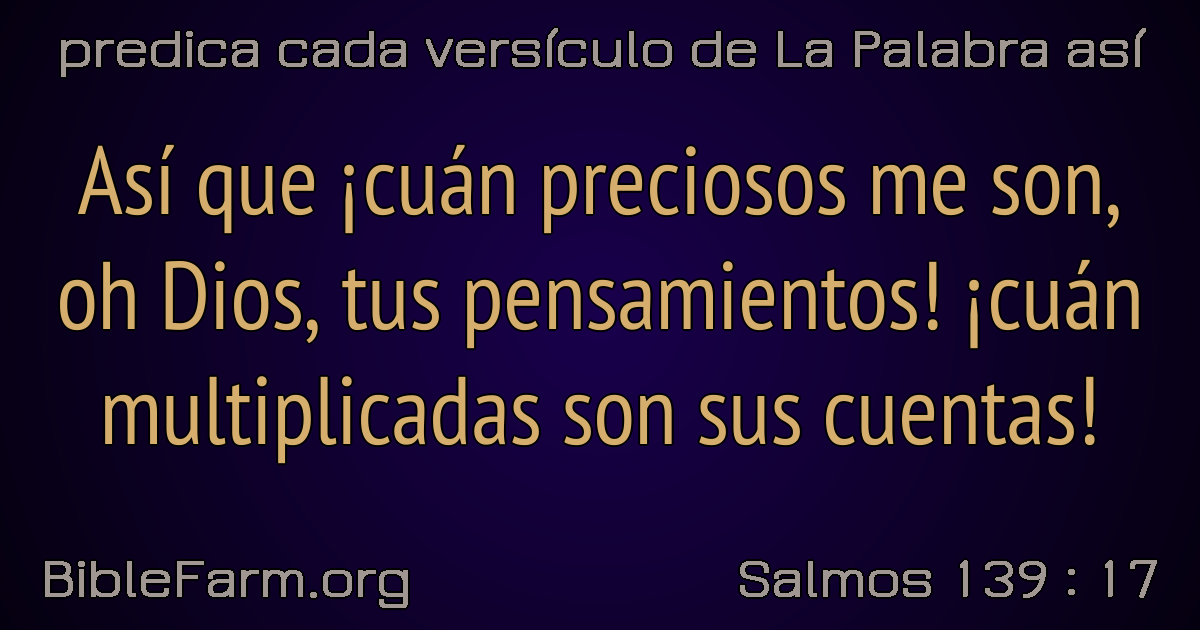 predica cada versículo de La Palabra así
Así que ¡cuán preciosos me son,
oh Dios, tus pensamientos! ¡cuán
multiplicadas son sus cuentas!
BibleFarm.org
Salmos 139 : 17